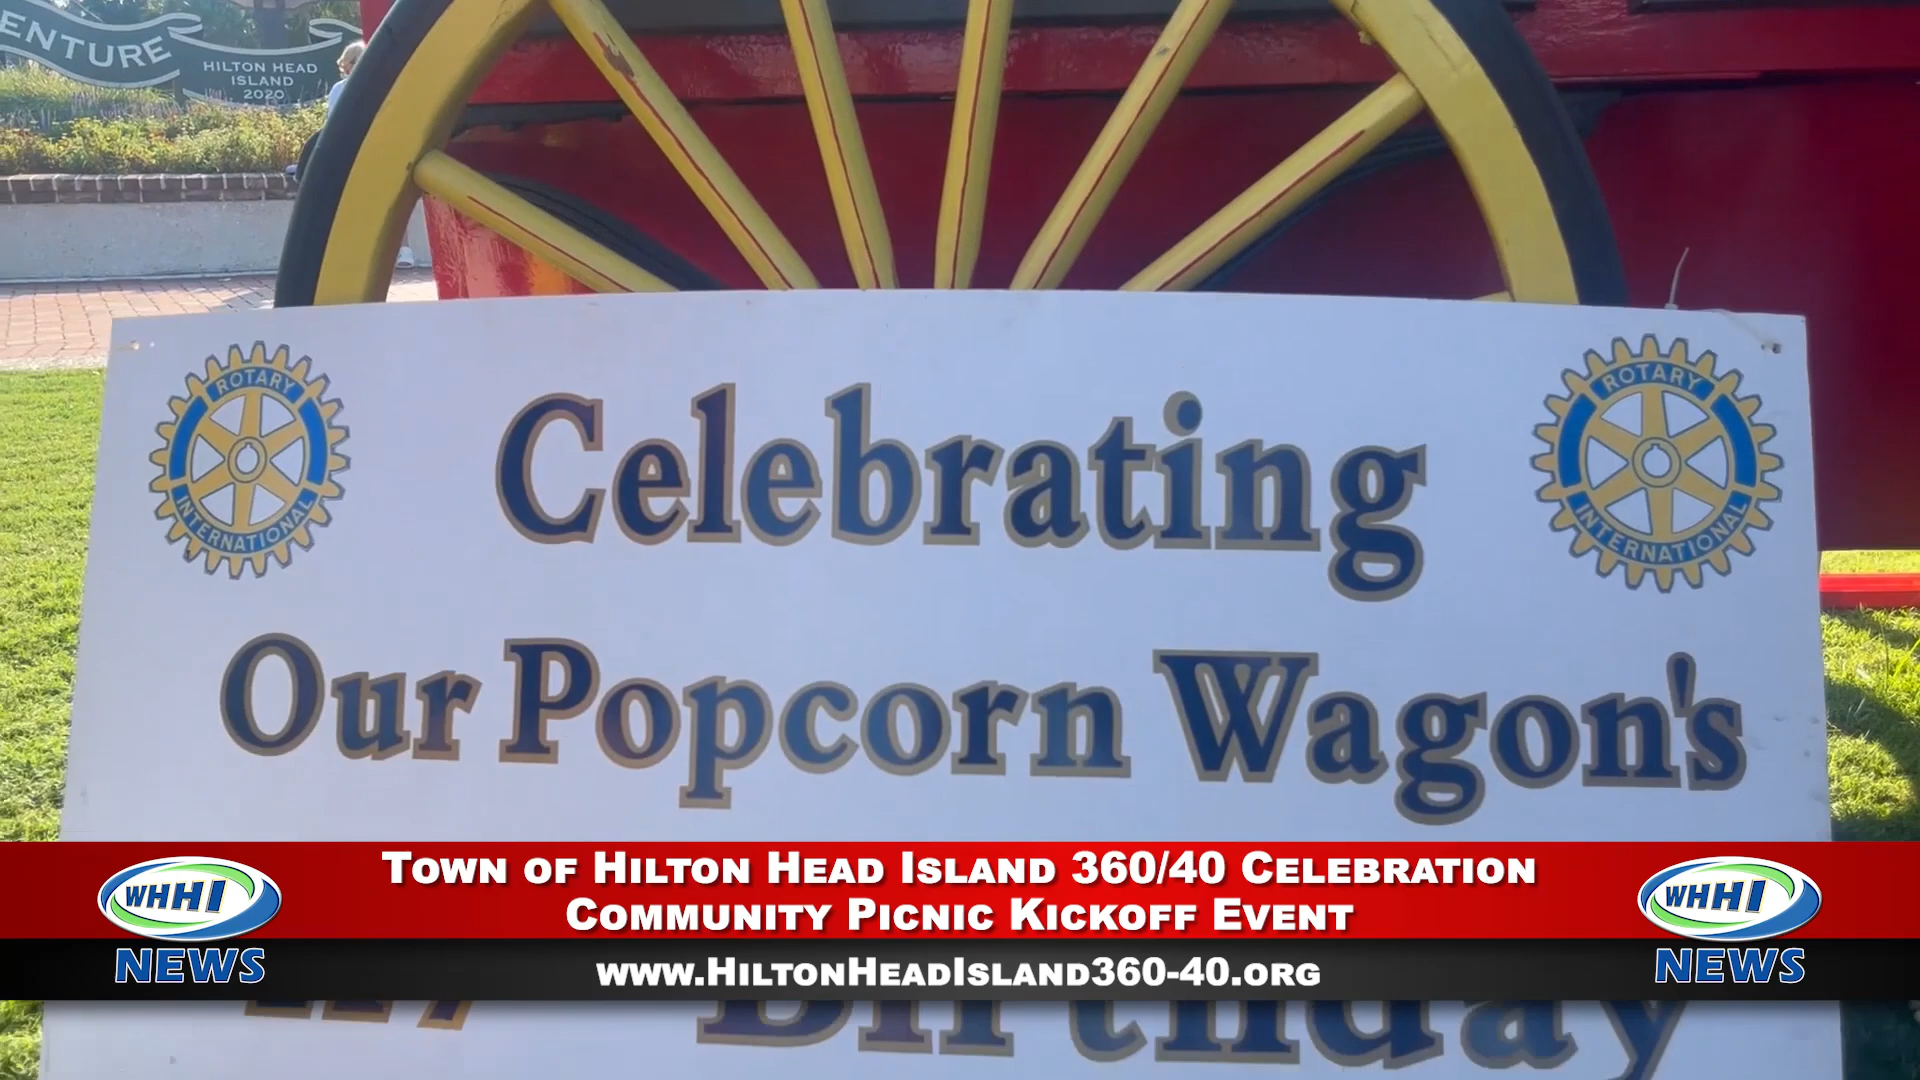 ENTURE
HILTON HEAD
ISLAND
2020
ROTARY
INTERNATIONAL
Celebrating
ROTARY
INTERNATIONAL
Our Popcorn Wagon's
TOWN OF HILTON HEAD ISLAND 360/40 CELEBRATION
COMMUNITY PICNIC KICKOFF EVENT
WHHI
NEWS
WHHI
NEWS
WWW.HILTONHEADISLAND360-40.ORG
Birthday